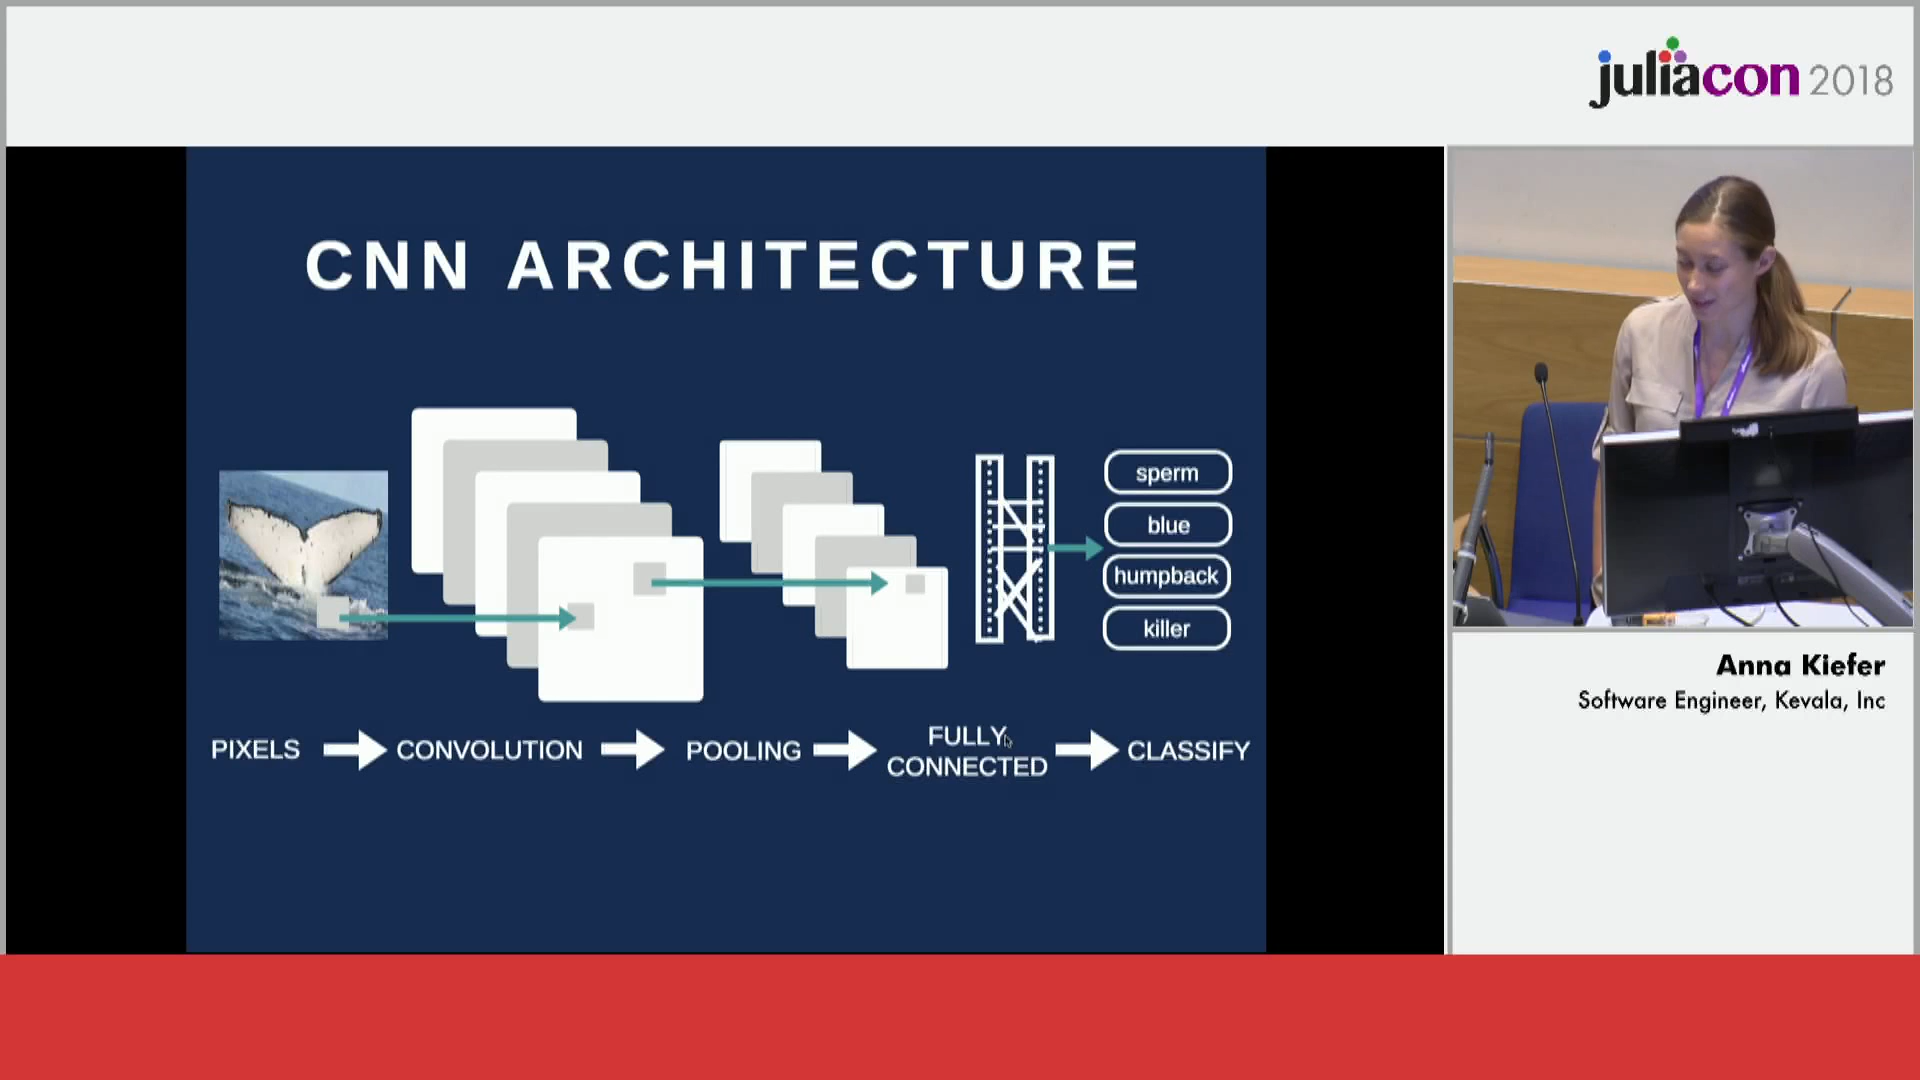 juliacon 2018
CNN ARCHITECTURE
sperm
blue
humpback
killer
PIXELS
CONVOLUTION
POOLING
FULLY
CONNECTED
CLASSIFY
Anna Kiefer
Software Engineer, Kevala, Inc